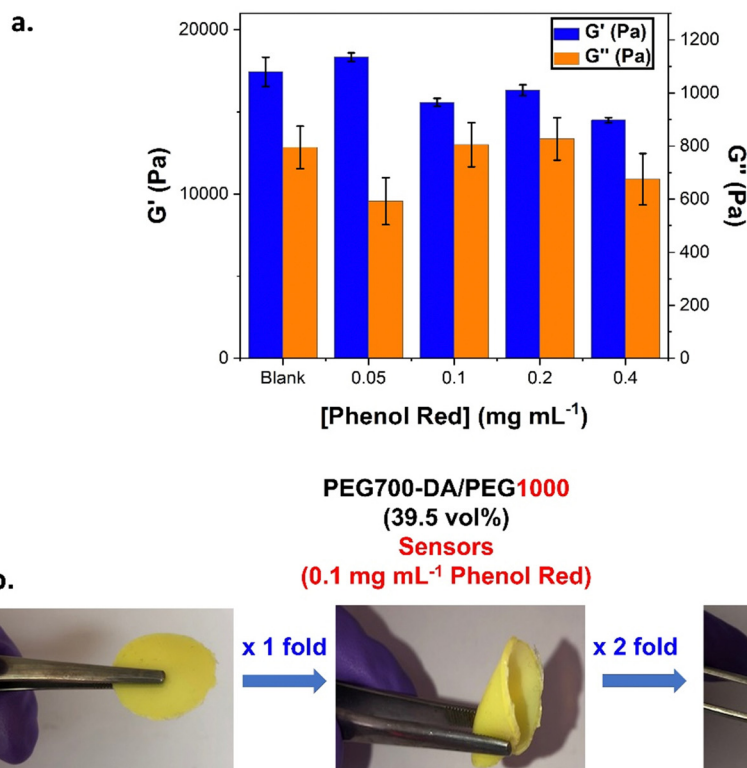 a.
20000
10000
0
G' (Pa)
G' (Pa)
G'' (Pa)
1200
1000
800
600
400
200
0
G'' (Pa)
Blank 0.05 0.1 0.2 0.4
[Phenol Red] (mg mL⁻¹)
PEG700-DA/PEG1000
(39.5 vol%)
Sensors
(0.1 mg mL⁻¹ Phenol Red)
b.
x 1 fold
x 2 fold